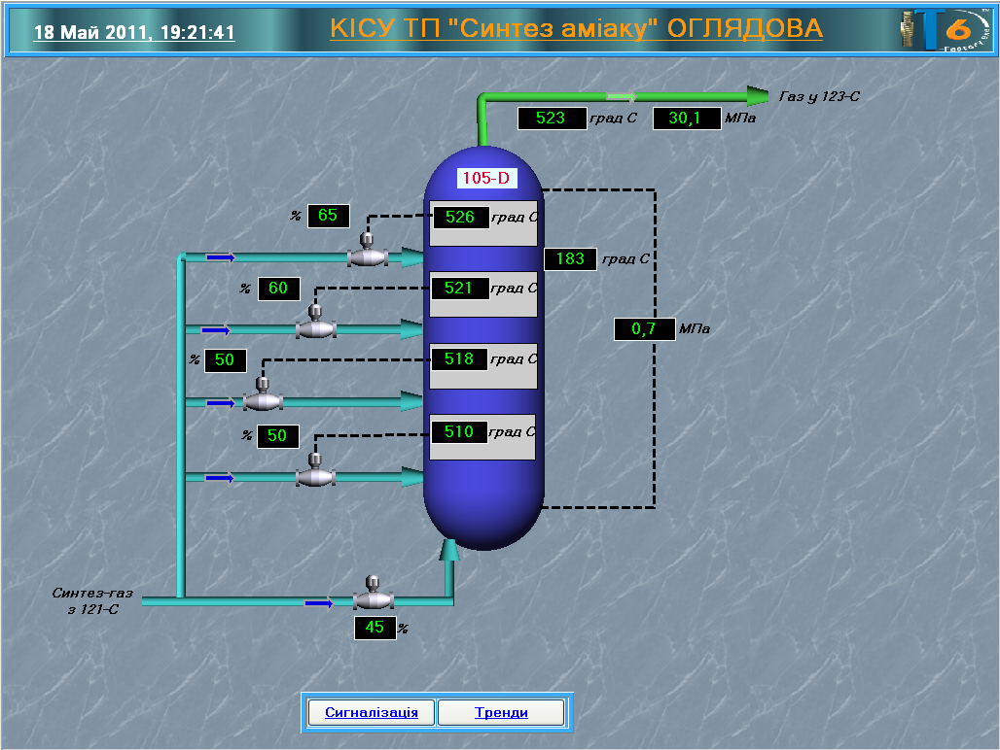 18 Май 2011, 19:21:41
КІСУ ТП "Синтез аміаку" ОГЛЯДОВА
T6
Factory
Газ у 123-С
523 град С 30,1 МПа
105-D
% 65
526 град С
183 град С
% 60
521 град С
0,7 МПа
% 50
518 град С
% 50
510 град С
Синтез-газ
з 121-С
45 %
Сигналізація
Тренди